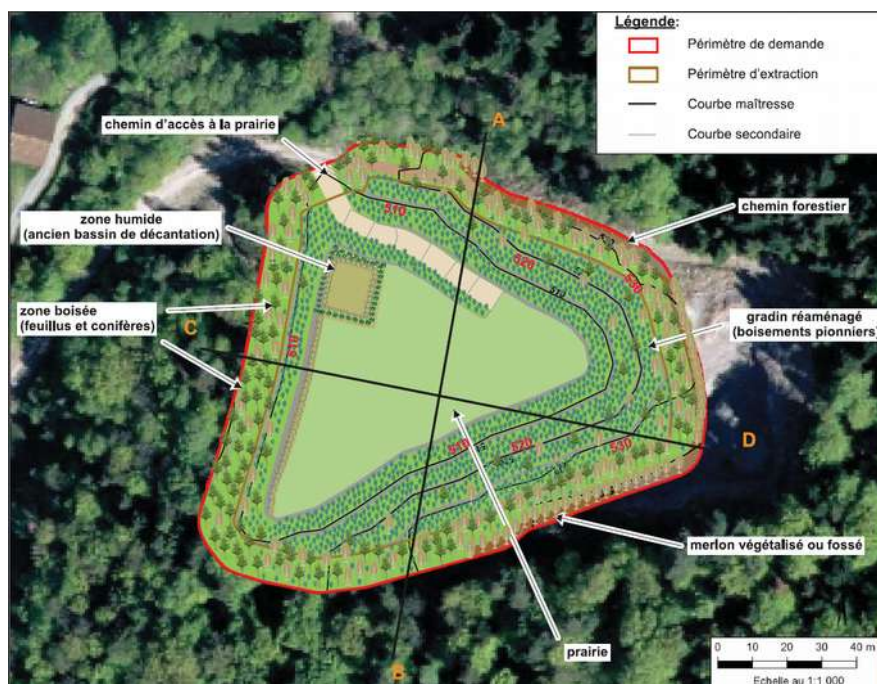 Légende:
Périmètre de demande
Périmètre d'extraction
Courbe maîtresse
Courbe secondaire
A
chemin d'accès à la prairie
chemin forestier
zone humide
(ancien bassin de décantation)
510
520
510
530
zone boisée
(feuillus et conifères)
gradin réaménagé
(boisements pionniers)
C
510
D
510
520
530
merlon végétalisé ou fossé
prairie
B
0 10 20 30 40 m
Echelle au 1:1 000